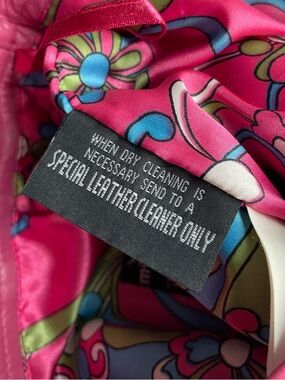 WHEN DRY CLEANING IS
NECESSARY SEND TO A
SPECIAL LEATHER CLEANER ONLY